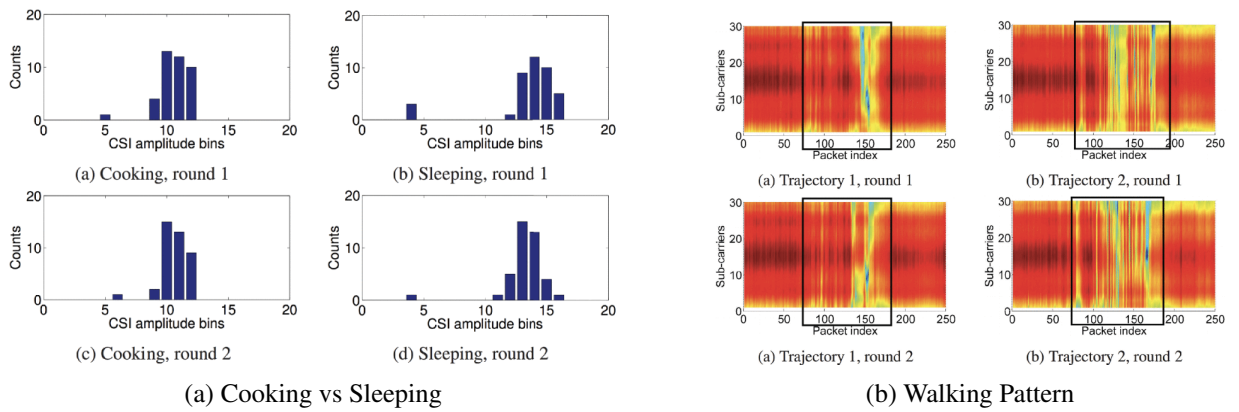 20
10
0
Counts
0 5 10 15 20
CSI amplitude bins
(a) Cooking, round 1
20
10
0
Counts
0 5 10 15 20
CSI amplitude bins
(b) Sleeping, round 1
20
10
0
Counts
0 5 10 15 20
CSI amplitude bins
(c) Cooking, round 2
20
10
0
Counts
0 5 10 15 20
CSI amplitude bins
(d) Sleeping, round 2
(a) Cooking vs Sleeping
30
20
10
0
Sub-carriers
0 50 100 150 200 250
Packet index
(a) Trajectory 1, round 1
30
20
10
0
Sub-carriers
0 50 100 150 200 250
Packet index
(b) Trajectory 2, round 1
30
20
10
0
Sub-carriers
0 50 100 150 200 250
Packet index
(a) Trajectory 1, round 2
30
20
10
0
Sub-carriers
0 50 100 150 200 250
Packet index
(b) Trajectory 2, round 2
(b) Walking Pattern